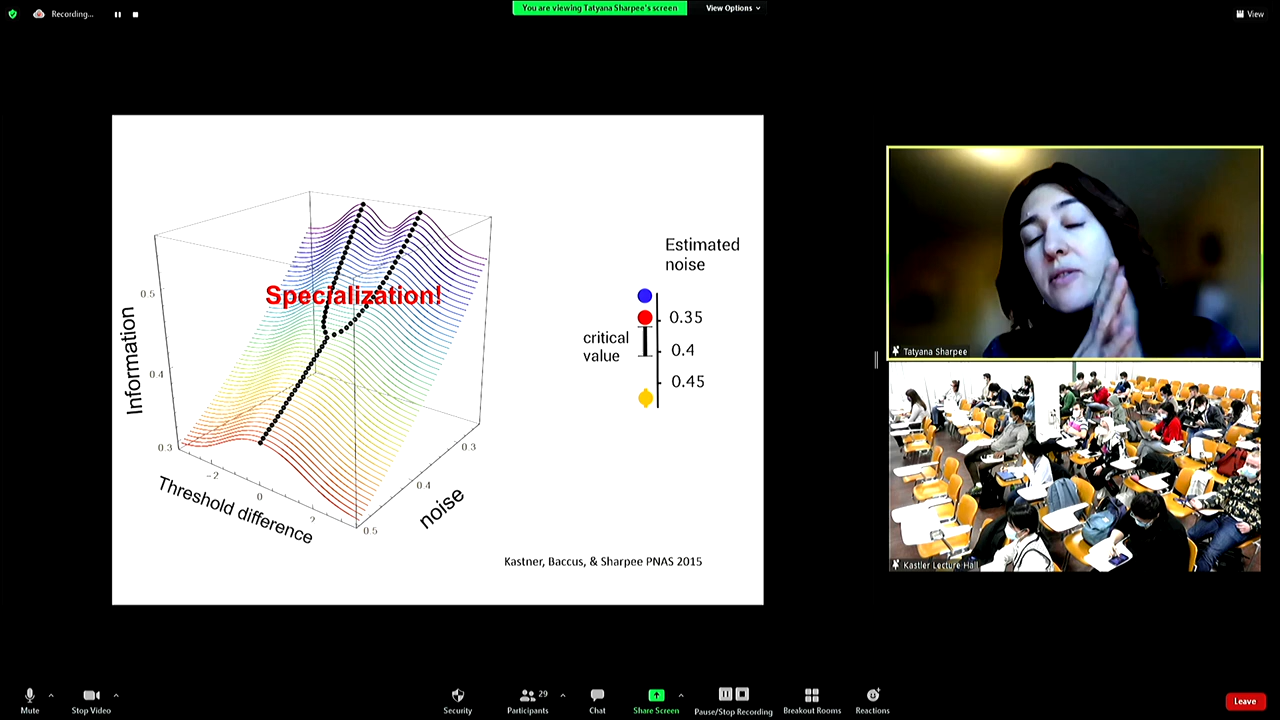 Recording...
You are viewing Tatyana Sharpee's screen
View Options
View
Specialization!
Information
0.5
0.4
0.3
−2
0
2
Threshold difference
0.5
0.4
0.3
noise
Estimated
noise
critical
value
0.35
0.4
0.45
Kastner, Baccus, & Sharpee PNAS 2015
Tatyana Sharpee
Kastler Lecture Hall
Mute
Stop Video
Security
29
Participants
Chat
Share Screen
Pause/Stop Recording
Breakout Rooms
Reactions
Leave